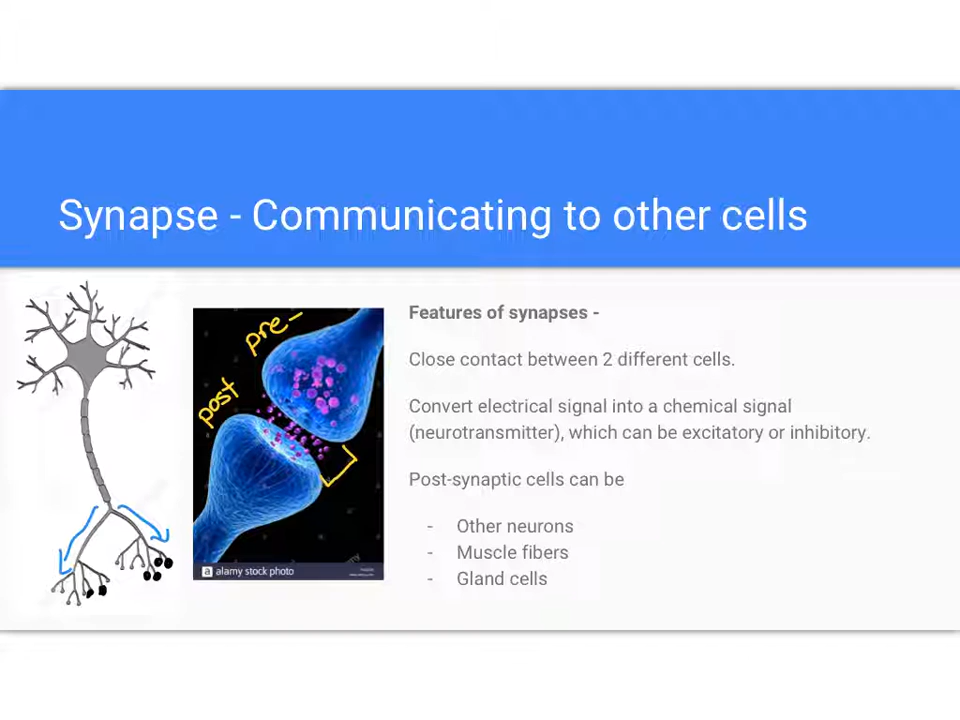 Synapse - Communicating to other cells
pre-
post
alamy stock photo
Features of synapses -
Close contact between 2 different cells.
Convert electrical signal into a chemical signal
(neurotransmitter), which can be excitatory or inhibitory.
Post-synaptic cells can be
- Other neurons
- Muscle fibers
- Gland cells